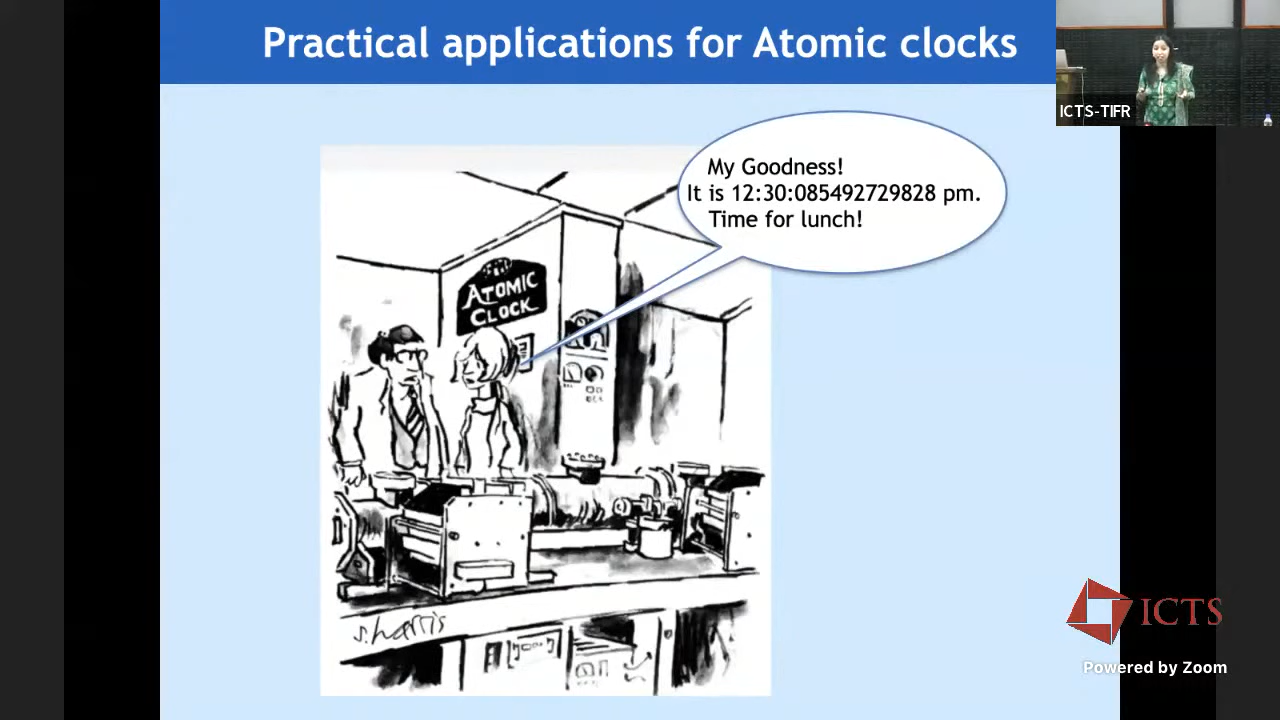 Practical applications for Atomic clocks
ICTS-TIFR
My Goodness!
It is 12:30:085492729828 pm.
Time for lunch!
ATOMIC
CLOCK
s.harris
ICTS
Powered by Zoom